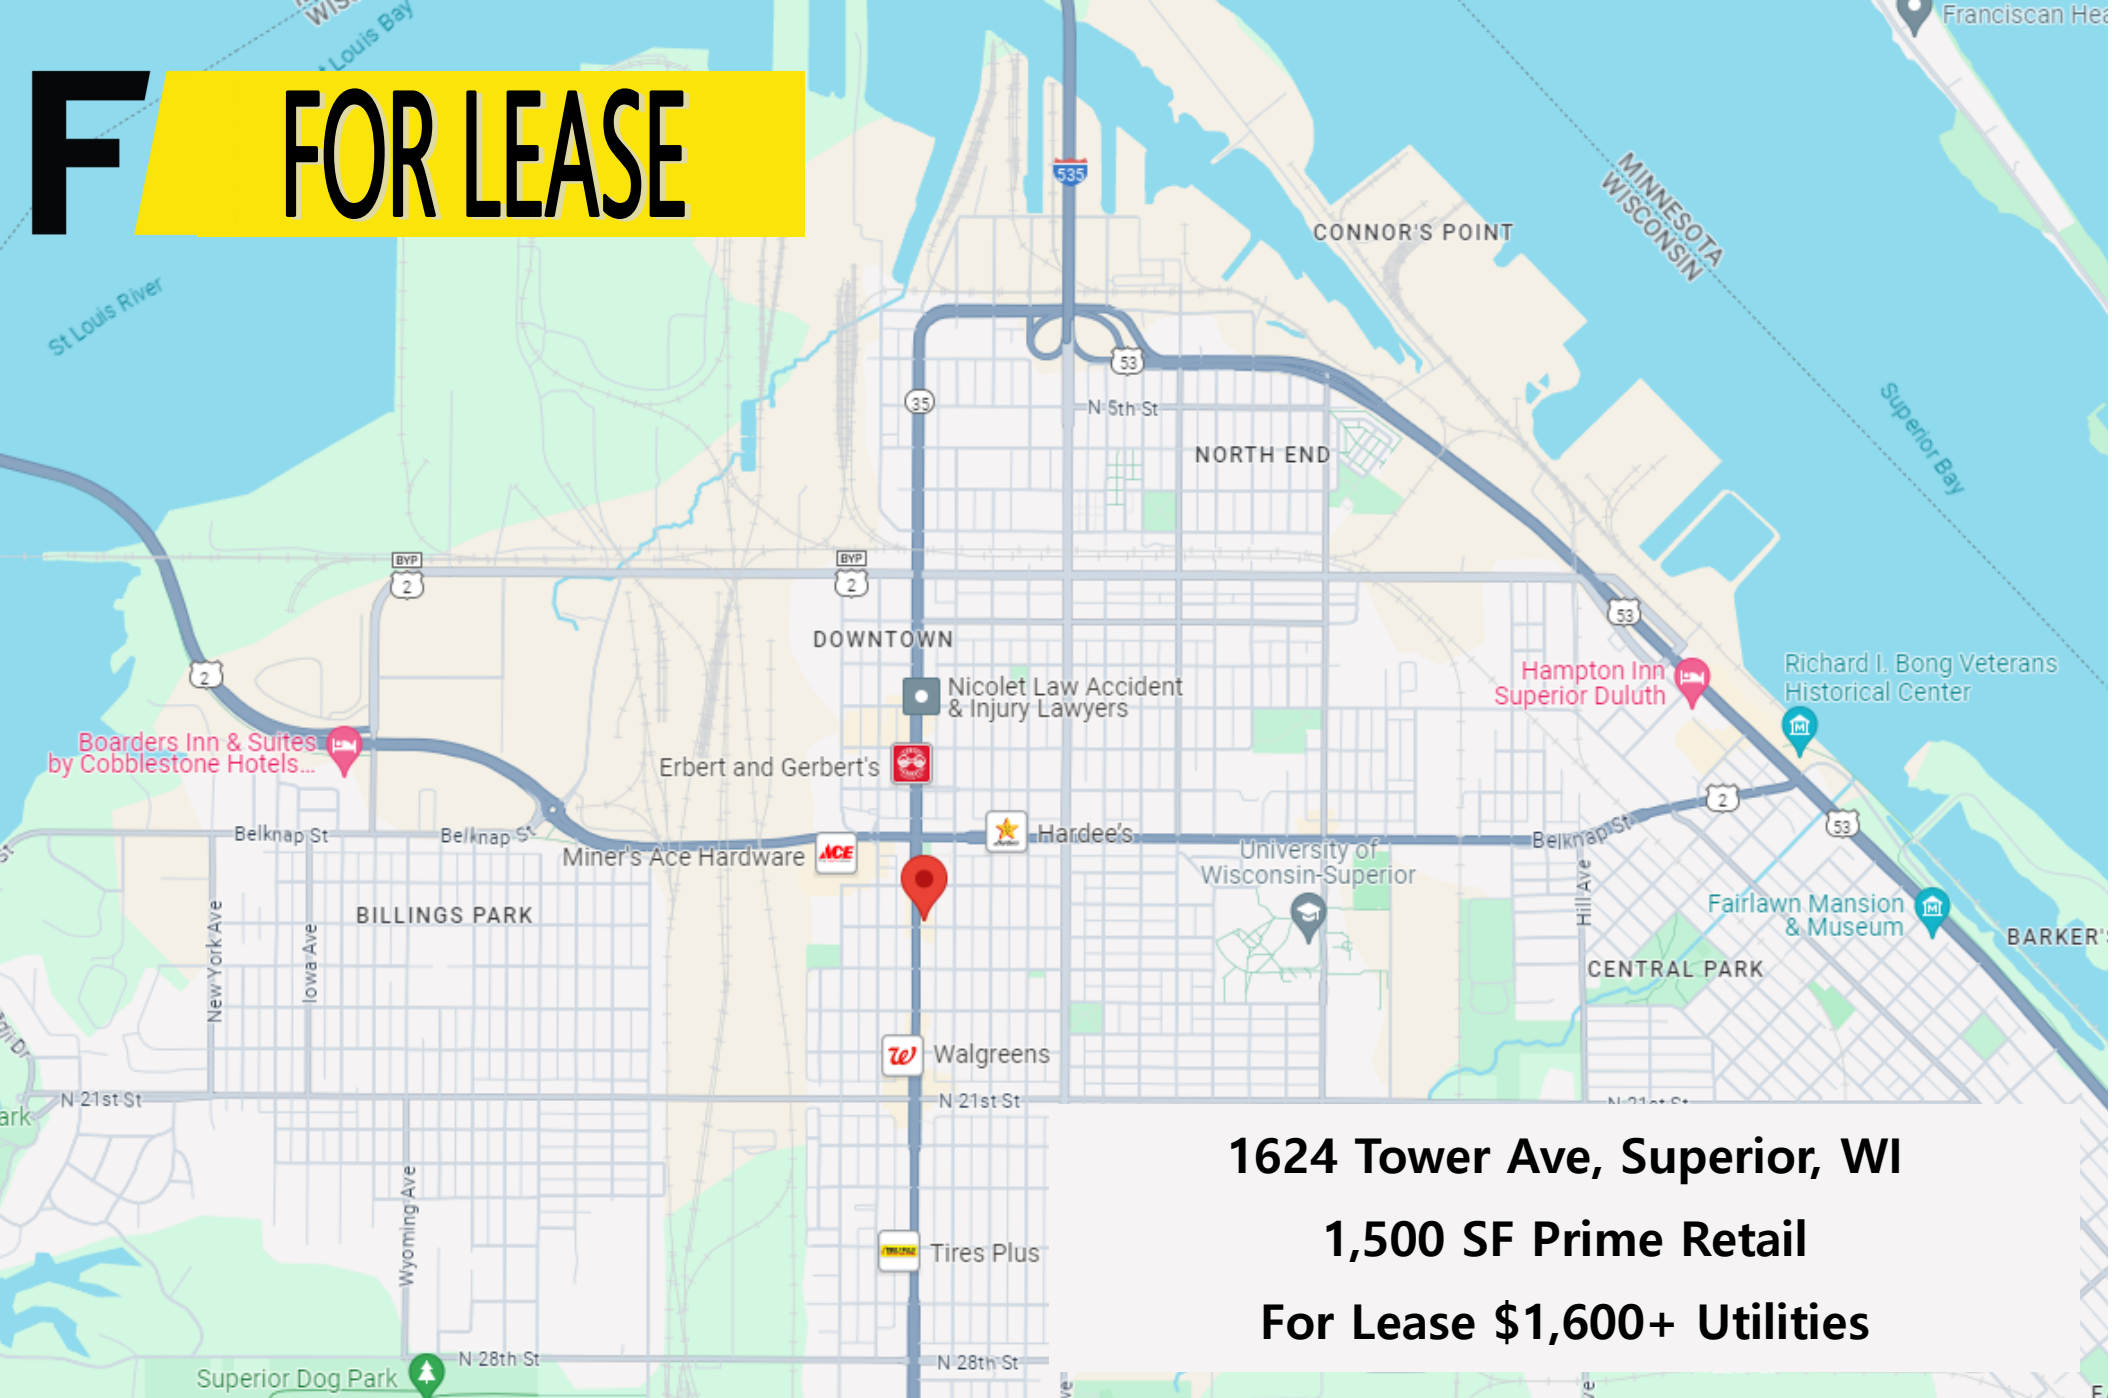 St Louis Bay
Franciscan Hea
F
FOR LEASE
535
MINNESOTA
WISCONSIN
CONNOR'S POINT
St Louis River
53
35
N 5th St
Superior Bay
NORTH END
BYP
2
BYP
2
53
DOWNTOWN
2
Nicolet Law Accident
& Injury Lawyers
Hampton Inn
Superior Duluth
Richard I. Bong Veterans
Historical Center
Boarders Inn & Suites
by Cobblestone Hotels...
Erbert and Gerbert's
2
53
Belknap St
Belknap St
Hardee's
Belknap St
Miner's Ace Hardware
ACE
University of
Wisconsin-Superior
Hill Ave
BILLINGS PARK
New York Ave
Iowa Ave
Fairlawn Mansion
& Museum
BARKER'S
CENTRAL PARK
Walgreens
N 21st St
N 21st St
N 21st St
ark
1624 Tower Ave, Superior, WI
1,500 SF Prime Retail
For Lease $1,600+ Utilities
Wyoming Ave
Tires Plus
N 28th St
N 28th St
Superior Dog Park